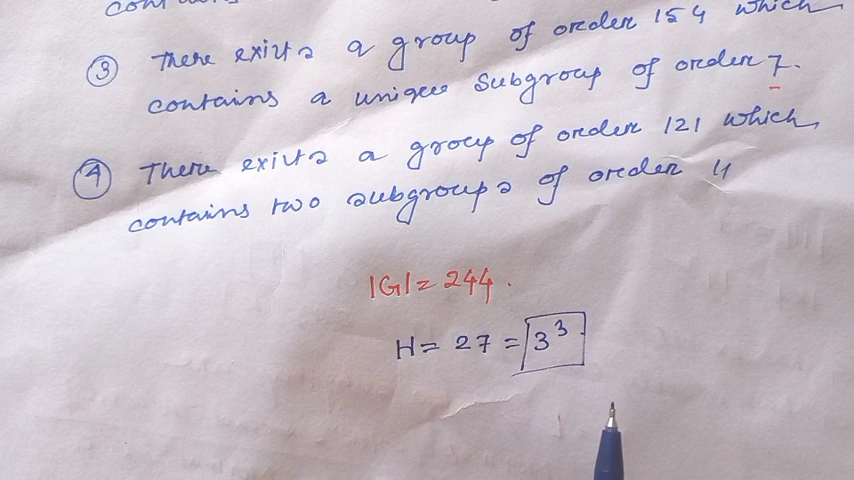 ③ There exists a group of order 154 which
contains a unique subgroup of order 7.
④ There exists a group of order 121 which
contains two subgroups of order 11
|G| = 244.
H = 27 = 3³